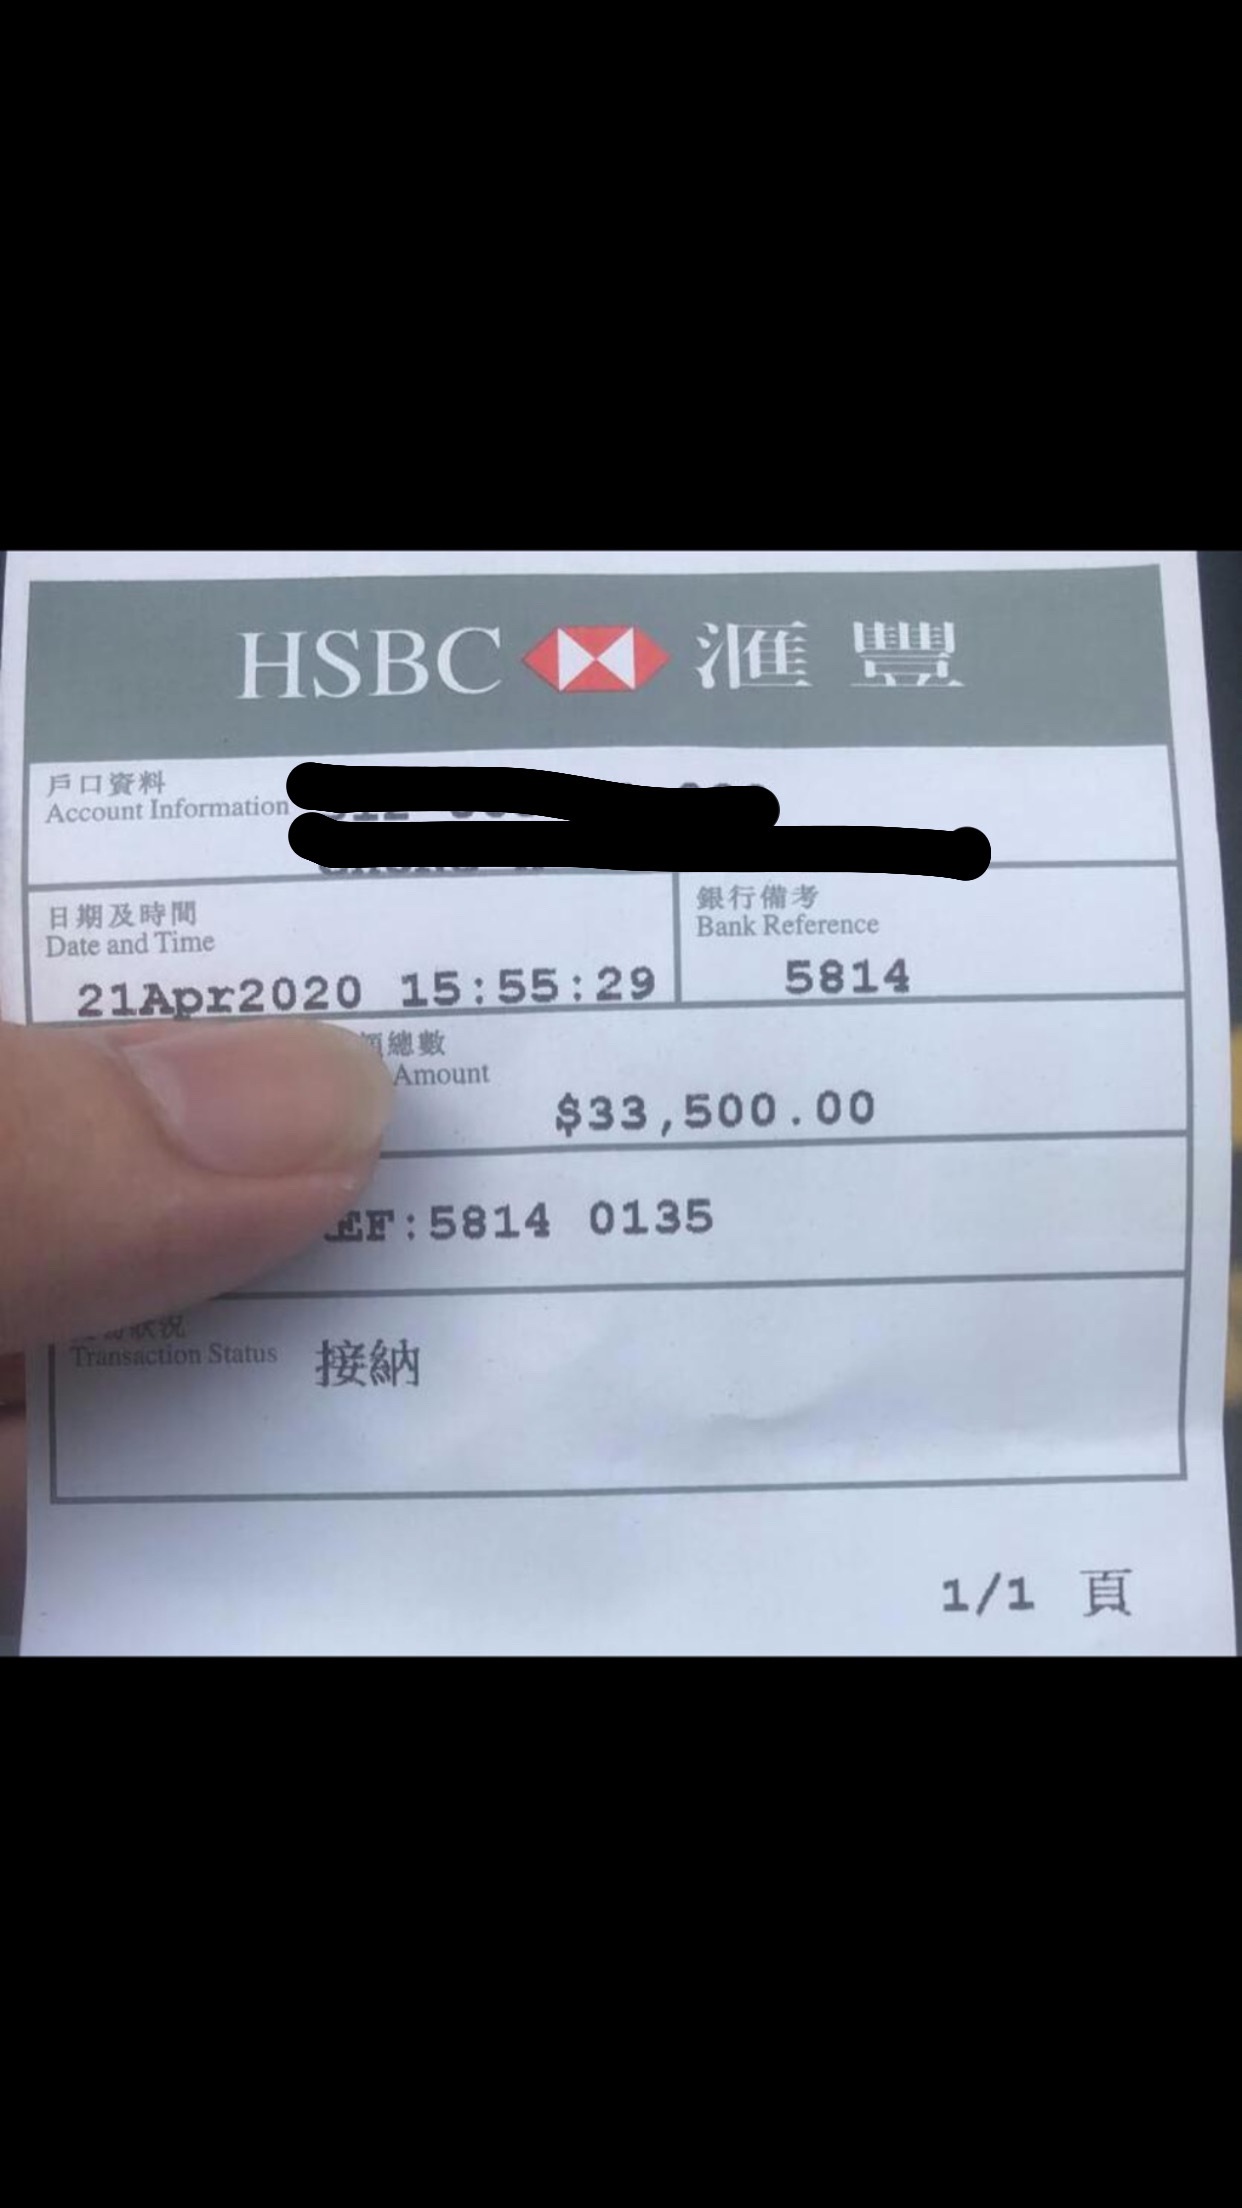 HSBC 滙豐
戶口資料
Account Information
日期及時間
Date and Time
21Apr2020 15:55:29
銀行備考
Bank Reference
5814
總數
Amount
$33,500.00
EF:5814 0135
Transaction Status
接納
1/1 頁